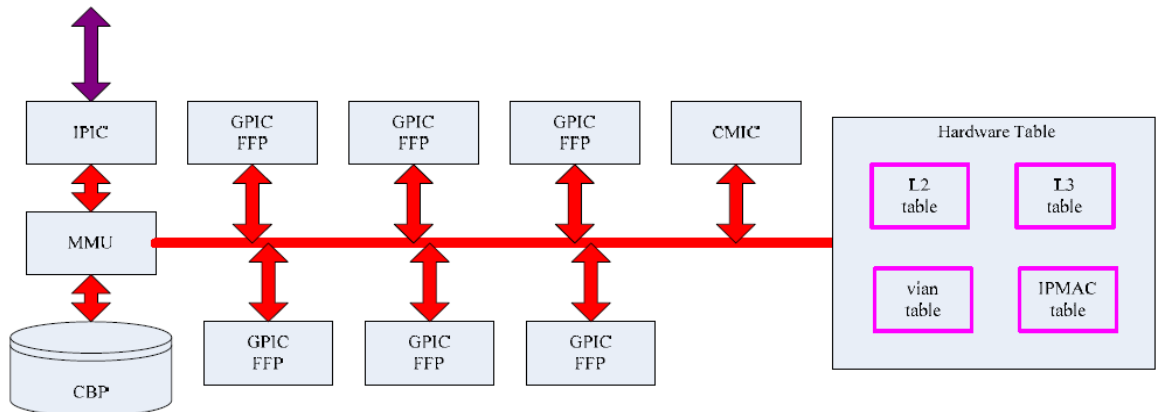 IPIC
GPIC
FFP
GPIC
FFP
GPIC
FFP
CMIC
Hardware Table
L2
table
L3
table
MMU
vian
table
IPMAC
table
GPIC
FFP
GPIC
FFP
GPIC
FFP
CBP